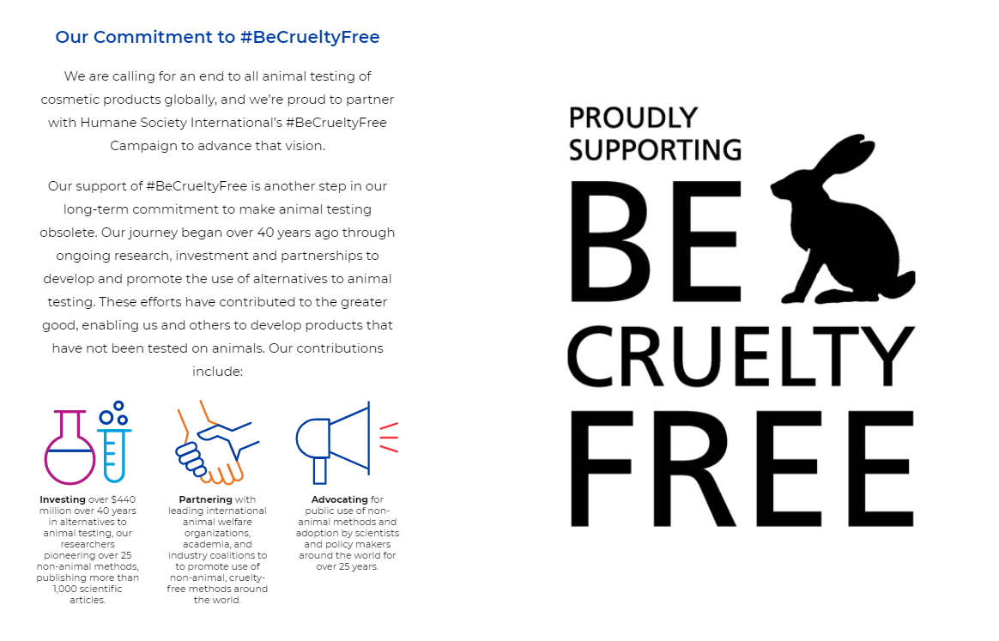 Our Commitment to #BeCrueltyFree
We are calling for an end to all animal testing of
cosmetic products globally, and we're proud to partner
with Humane Society International's #BeCrueltyFree
Campaign to advance that vision.
Our support of #BeCrueltyFree is another step in our
long-term commitment to make animal testing
obsolete. Our journey began over 40 years ago through
ongoing research, investment and partnerships to
develop and promote the use of alternatives to animal
testing. These efforts have contributed to the greater
good, enabling us and others to develop products that
have not been tested on animals. Our contributions
include:
Investing over $440
million over 40 years
in alternatives to
animal testing, our
researchers
pioneering over 25
non-animal methods,
publishing more than
1,000 scientific
articles.
Partnering with
leading international
animal welfare
organizations,
academia, and
industry coalitions to
to promote use of
non-animal, cruelty-
free methods around
the world.
Advocating for
public use of non-
animal methods and
adoption by scientists
and policy makers
around the world for
over 25 years.
PROUDLY
SUPPORTING
BE
CRUELTY
FREE